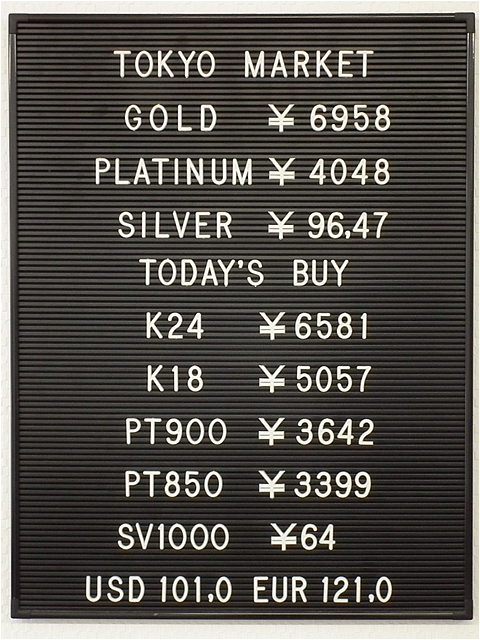 TOKYO MARKET
GOLD ¥ 6958
PLATINUM ¥ 4048
SILVER ¥ 96,47
TODAY'S BUY
K24 ¥6581
K18 ¥5057
PT900 ¥3642
PT850 ¥3399
SV1000 ¥64
USD 101,0 EUR 121,0